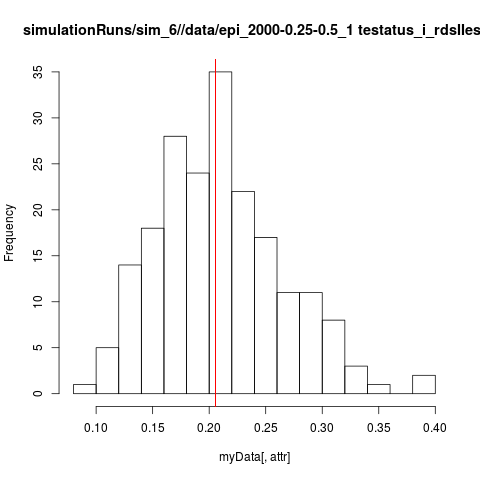 simulationRuns/sim_6//data/epi_2000-0.25-0.5_1 testatus_i_rdslles
Frequency
35
30
25
20
15
10
5
0
0.10 0.15 0.20 0.25 0.30 0.35 0.40
myData[, attr]